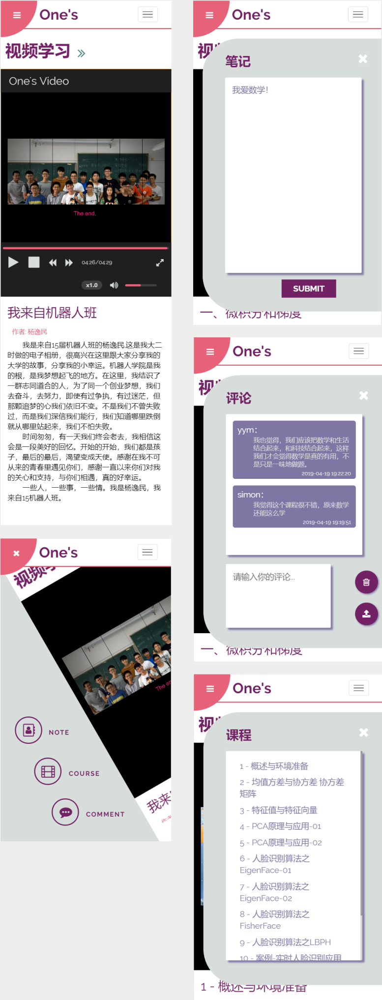 One's
视频学习
One's Video
The end.
04:26/04:29
x1.0
我来自机器人班
作者: 杨逸民
我是来自15届机器人班的杨逸民.这是我大二
时做的电子相册，很高兴在这里跟大家分享我的
大学的故事，分享我的小幸运。机器人学院是我
的根，是我梦想起飞的地方。在这里，我结识了
一群志同道合的人，为了同一个创业梦想，我们
去奋斗，去努力，即使有过争执，有过迷茫，但
那颗追梦的心我们依旧不变。不是我们不曾失败
过，而是我们深信我们能行，我们知道哪里跌倒
就从哪里站起来，我们不怕失败。
时间匆匆，有一天我们终会老去，我相信这
会是一段美好的回忆。开始的开始，我们都是孩
子，最后的最后，渴望变成天使。感谢在我不可
从来的青春里遇见你们，感谢一直以来你们对我
的关心和支持，与你们相遇，真的好幸运。
一些人，一些事，一些情。我是杨逸民，我
来自15机器人班。
One's
视频学
The en
NOTE
COURSE
COMMENT
我来
One's
视频
笔记
我爱数学！
SUBMIT
一、微积分和梯度
One's
视频
评论
yym：
我也觉得，我们应该把数学和生活
结合起来，和科技结合起来，这样
我们才会觉得数学是真的有用，不
是只是一味地做题。
2019-04-19 19:22:20
simon：
我觉得这个课程很不错，原来数学
还能这么学
2019-04-19 19:19:51
请输入你的评论...
一、微积分和梯度
One's
视频
课程
1 - 概述与环境准备
2 - 均值方差与协方差 协方差
矩阵
3 - 特征值与特征向量
4 - PCA原理与应用-01
5 - PCA原理与应用-02
6 - 人脸识别算法之
EigenFace-01
7 - 人脸识别算法之
EigenFace-02
8 - 人脸识别算法之
FisherFace
9 - 人脸识别算法之LBPH
10 - 案例-实时人脸识别应用
1 - 概述与环境准备